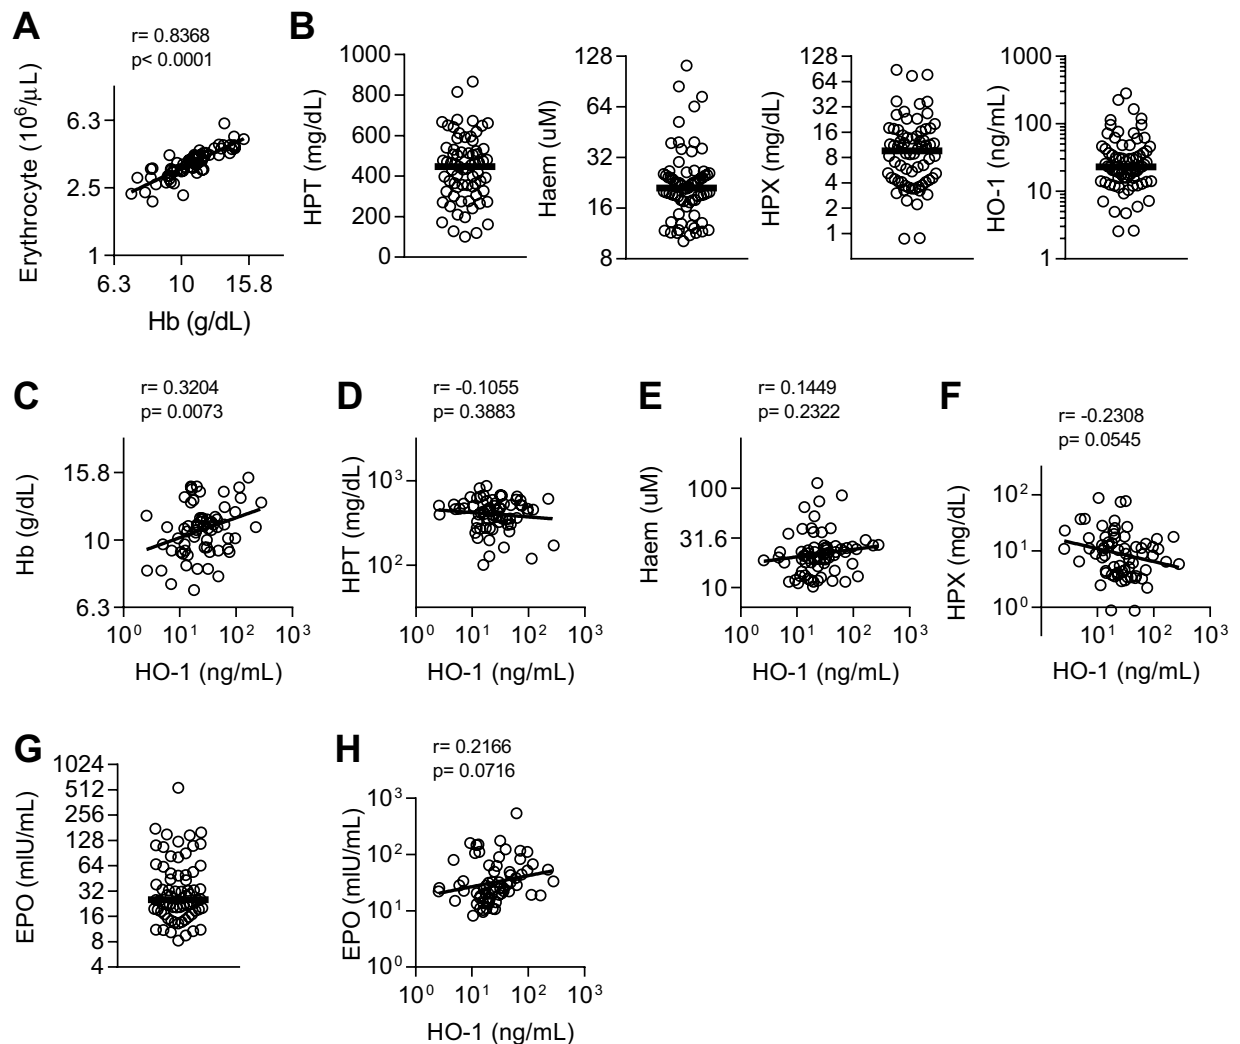 A
r= 0.8368
p< 0.0001
Erythrocyte (10⁶/µL)
6.3
2.5
1
6.3 10 15.8
Hb (g/dL)
B
HPT (mg/dL)
1000
800
600
400
200
0
Haem (uM)
128
64
32
16
8
HPX (mg/dL)
128
64
32
16
8
4
2
1
HO-1 (ng/mL)
1000
100
10
1
C
r= 0.3204
p= 0.0073
Hb (g/dL)
15.8
10
6.3
10⁰ 10¹ 10² 10³
HO-1 (ng/mL)
D
r= -0.1055
p= 0.3883
HPT (mg/dL)
10³
10²
10⁰ 10¹ 10² 10³
HO-1 (ng/mL)
E
r= 0.1449
p= 0.2322
Haem (uM)
100
31.6
10
10⁰ 10¹ 10² 10³
HO-1 (ng/mL)
F
r= -0.2308
p= 0.0545
HPX (mg/dL)
10²
10¹
10⁰
10¹ 10² 10³
HO-1 (ng/mL)
G
EPO (mIU/mL)
1024
512
256
128
64
32
16
8
4
H
r= 0.2166
p= 0.0716
EPO (mIU/mL)
10³
10²
10¹
10⁰
10⁰ 10¹ 10² 10³
HO-1 (ng/mL)